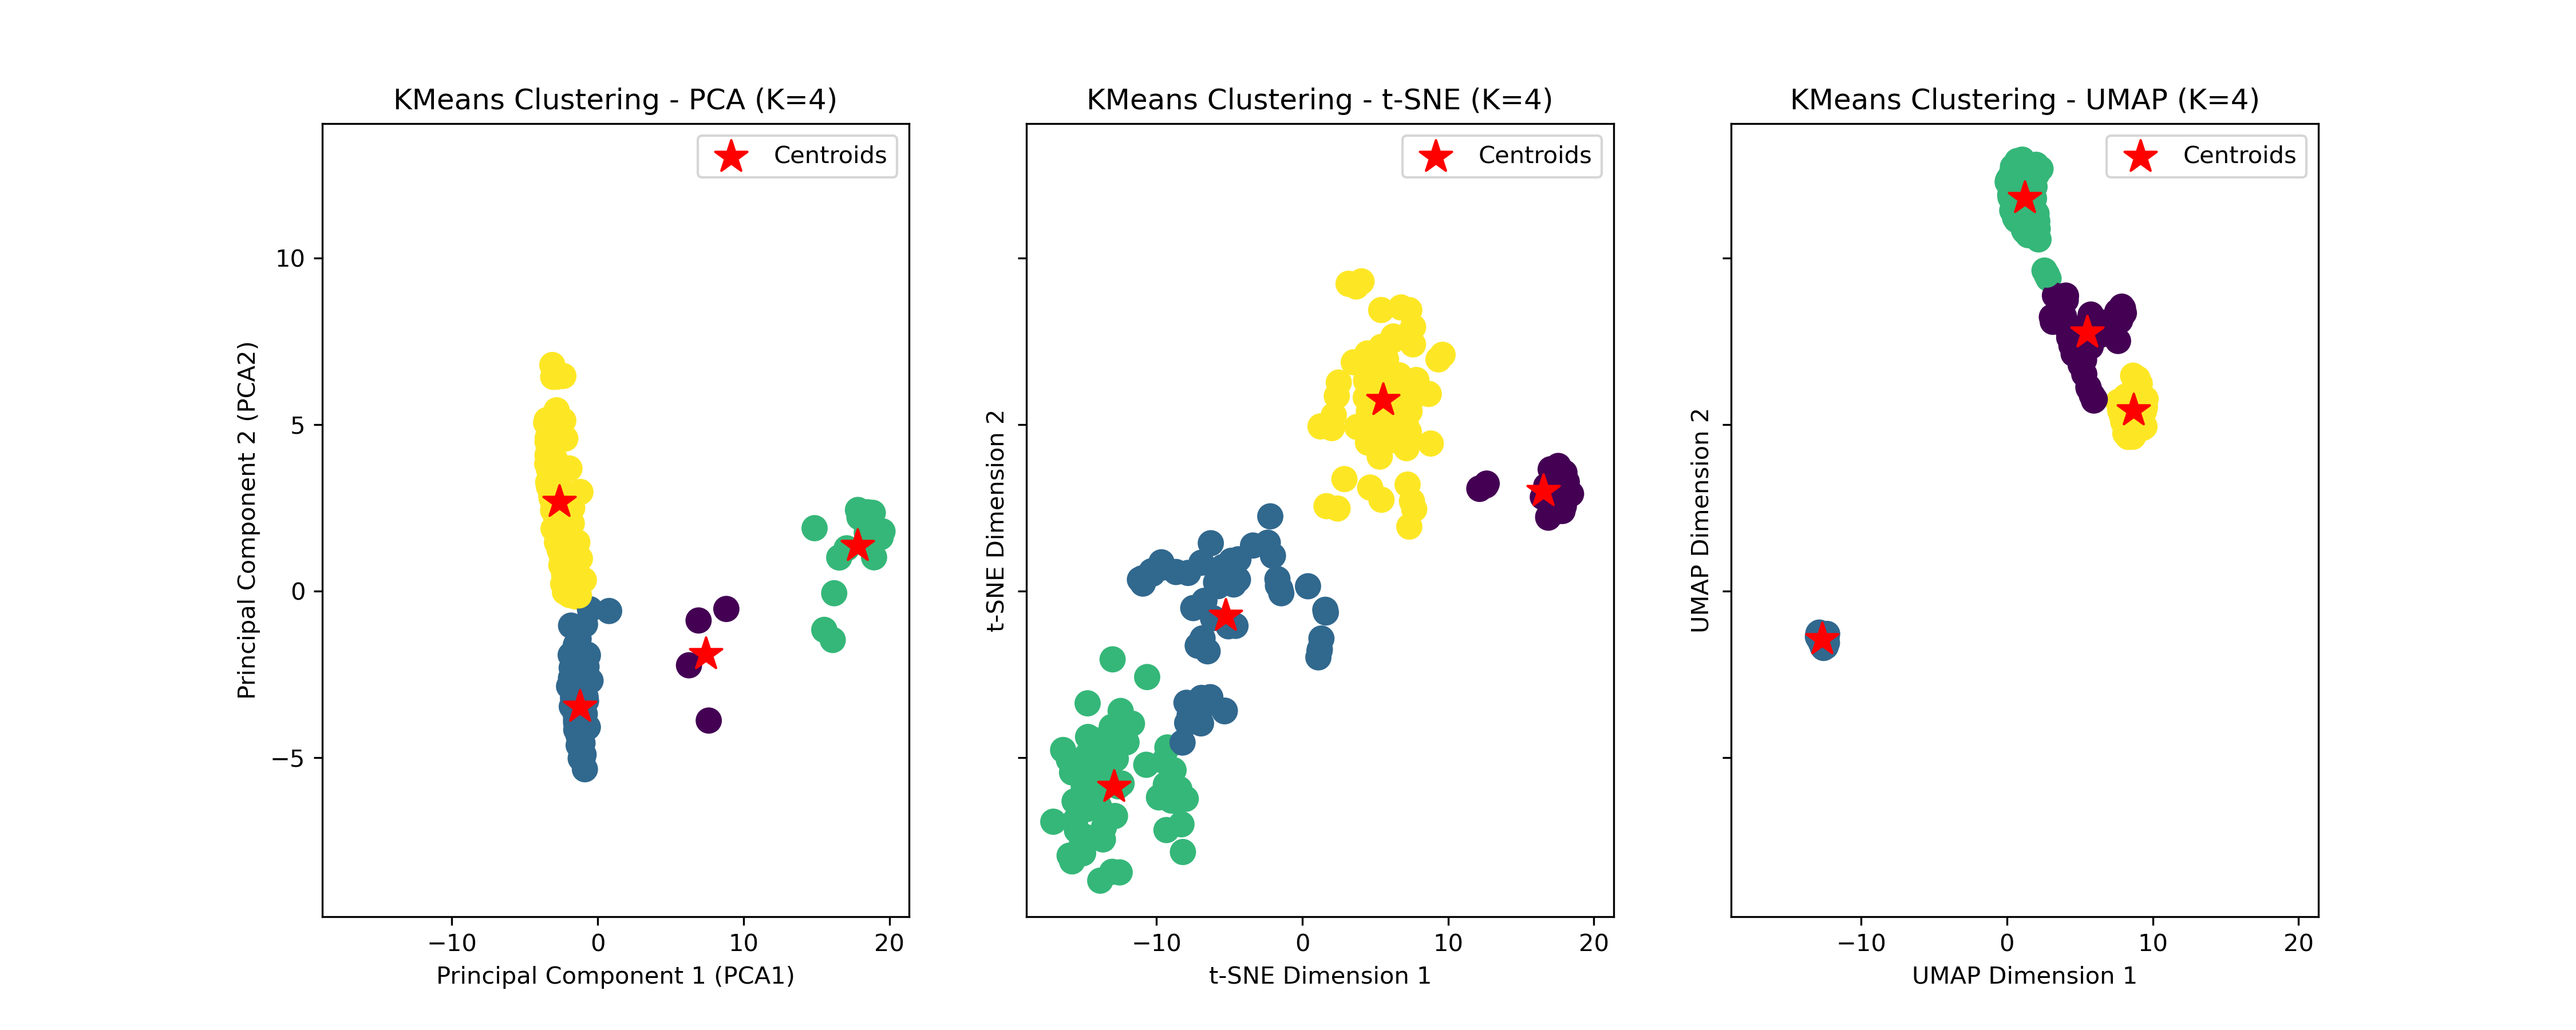 KMeans Clustering - PCA (K=4)
Centroids
10
5
0
−5
Principal Component 2 (PCA2)
−10
0
10
20
Principal Component 1 (PCA1)
KMeans Clustering - t-SNE (K=4)
Centroids
t-SNE Dimension 2
−10
0
10
20
t-SNE Dimension 1
KMeans Clustering - UMAP (K=4)
Centroids
UMAP Dimension 2
−10
0
10
20
UMAP Dimension 1